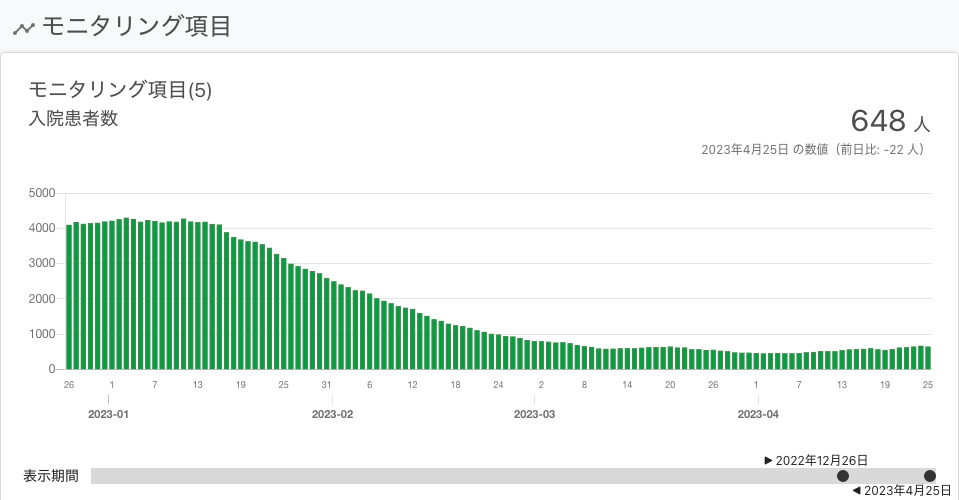 モニタリング項目
モニタリング項目(5)
入院患者数
648 人
2023年4月25日 の数値（前日比: -22 人）
5000
4000
3000
2000
1000
0
26 1 7 13 19 25 31 6 12 18 24 2 8 14 20 26 1 7 13 19 25
2023-01 2023-02 2023-03 2023-04
2022年12月26日
表示期間
2023年4月25日